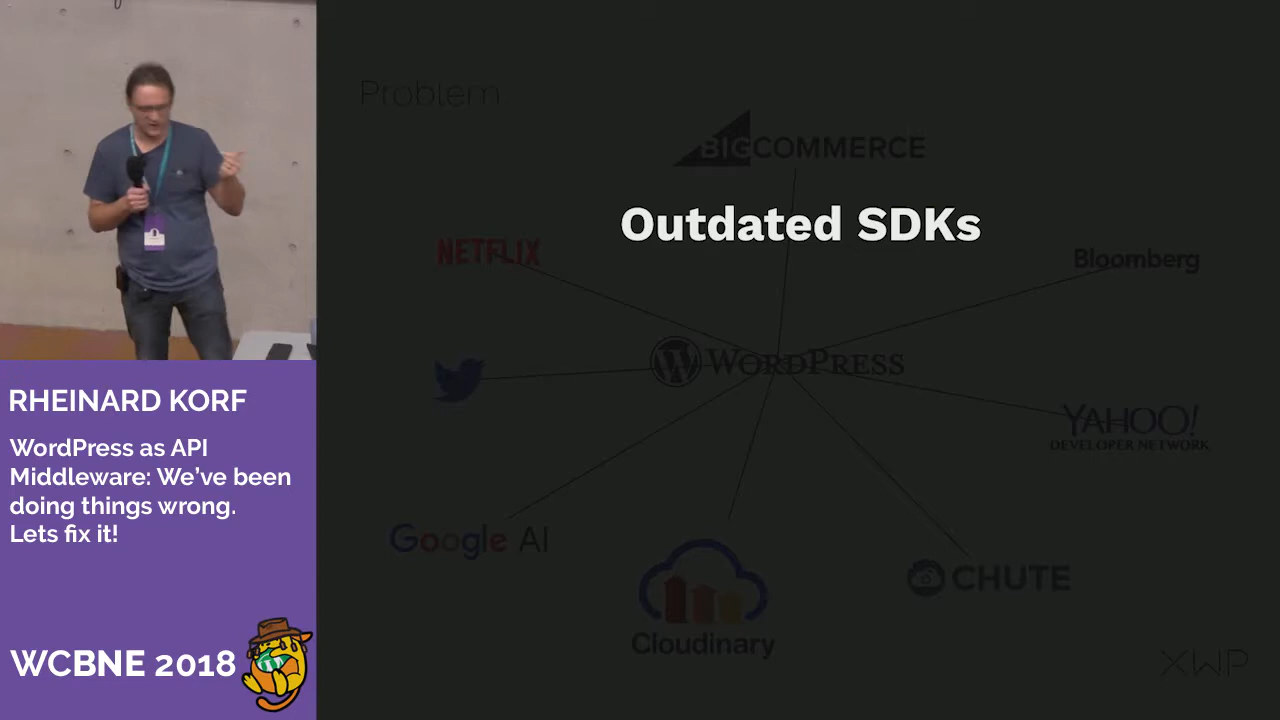 Problem
BIGCOMMERCE
Outdated SDKs
NETFLIX
Bloomberg
WORDPRESS
YAHOO!
DEVELOPER NETWORK
Google AI
CHUTE
Cloudinary
XWP
RHEINARD KORF
WordPress as API
Middleware: We’ve been
doing things wrong.
Lets fix it!
WCBNE 2018